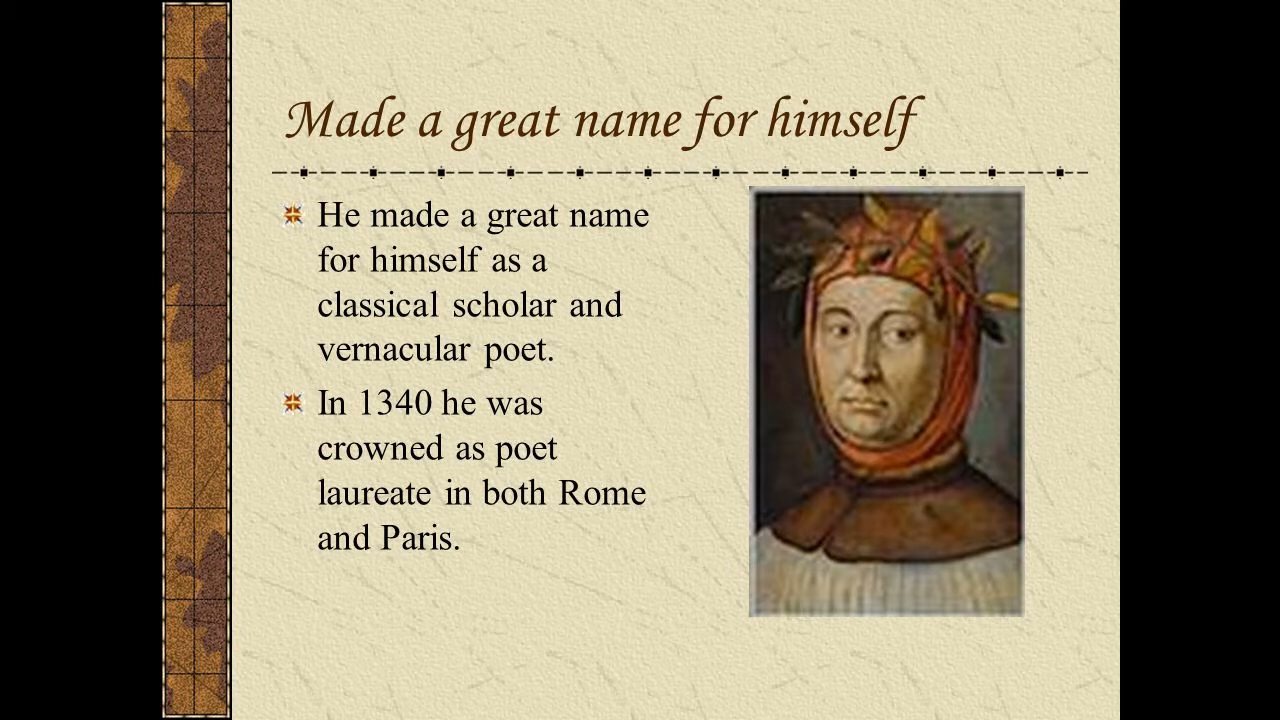 Made a great name for himself
He made a great name
for himself as a
classical scholar and
vernacular poet.
In 1340 he was
crowned as poet
laureate in both Rome
and Paris.